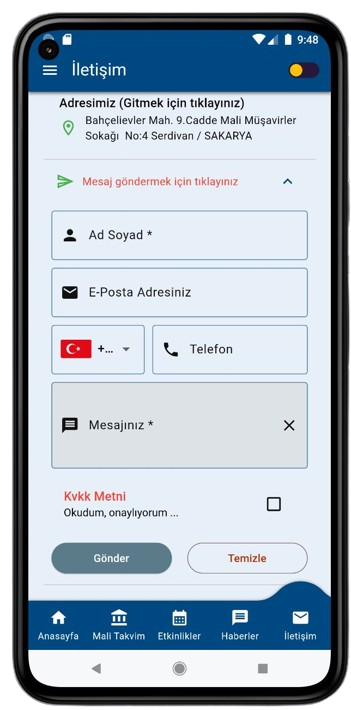 9:48
İletişim
Adresimiz (Gitmek için tıklayınız)
Bahçelievler Mah. 9.Cadde Mali Müşavirler
Sokağı  No:4 Serdivan / SAKARYA
Mesaj göndermek için tıklayınız
Ad Soyad *
E-Posta Adresiniz
+... Telefon
Mesajınız *
Kvkk Metni
Okudum, onaylıyorum ...
Gönder Temizle
Anasayfa Mali Takvim Etkinlikler Haberler İletişim